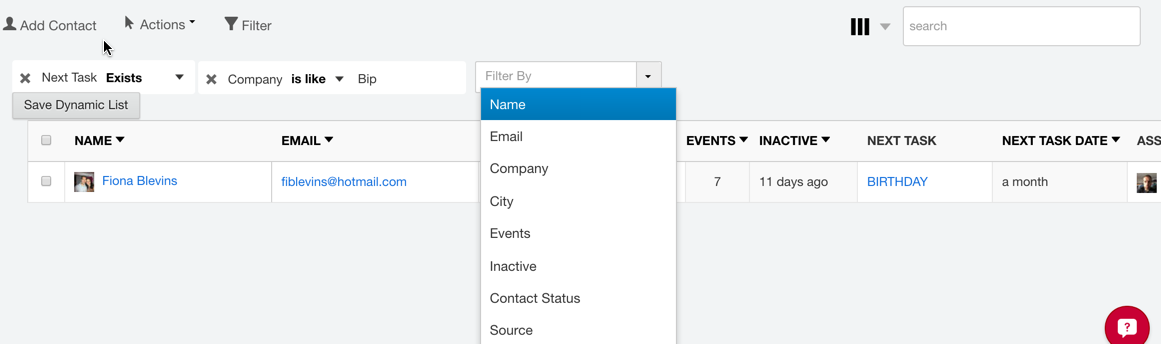 Add Contact Actions Filter search
Next Task Exists Company is like Bip Filter By
Save Dynamic List
Name
NAME EMAIL EVENTS INACTIVE NEXT TASK NEXT TASK DATE ASS
Email
Company
Fiona Blevins fiblevins@hotmail.com 7 11 days ago BIRTHDAY a month
City
Events
Inactive
Contact Status
Source